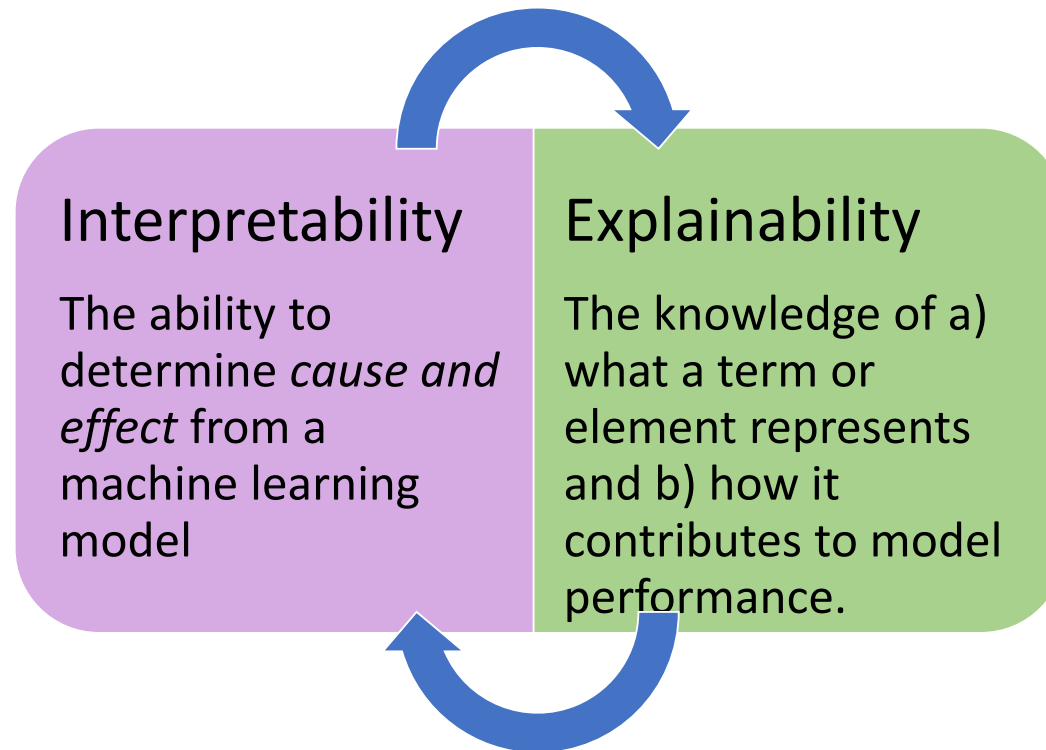 Interpretability
The ability to
determine cause and
effect from a
machine learning
model
Explainability
The knowledge of a)
what a term or
element represents
and b) how it
contributes to model
performance.